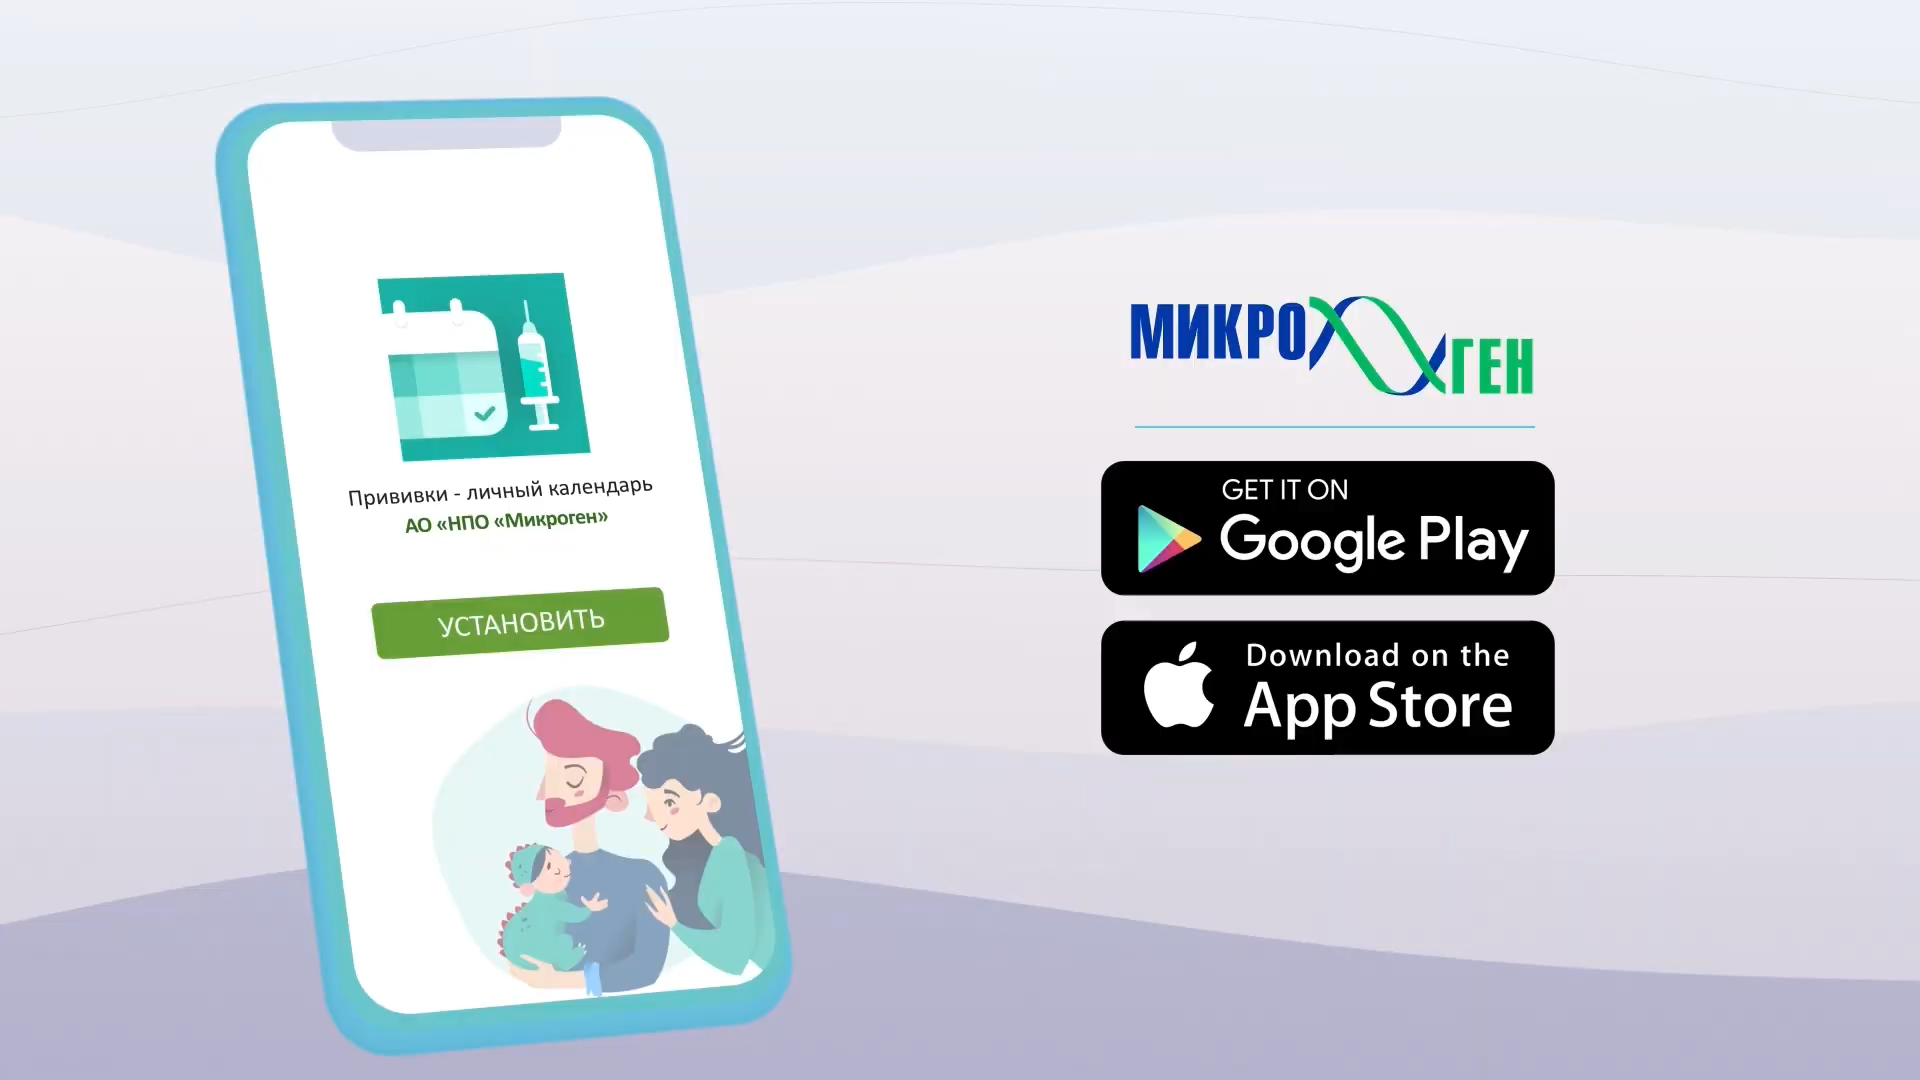 Прививки - личный календарь
АО «НПО «Микроген»
УСТАНОВИТЬ
МИКРО ГЕН
GET IT ON
Google Play
Download on the
App Store